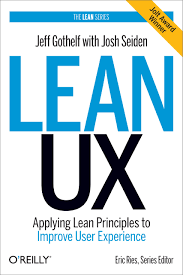 THE LEAN SERIES
Jolt Award
Winner
Jeff Gothelf with Josh Seiden
LEAN
UX
Applying Lean Principles to
Improve User Experience
O'REILLY®
Eric Ries, Series Editor